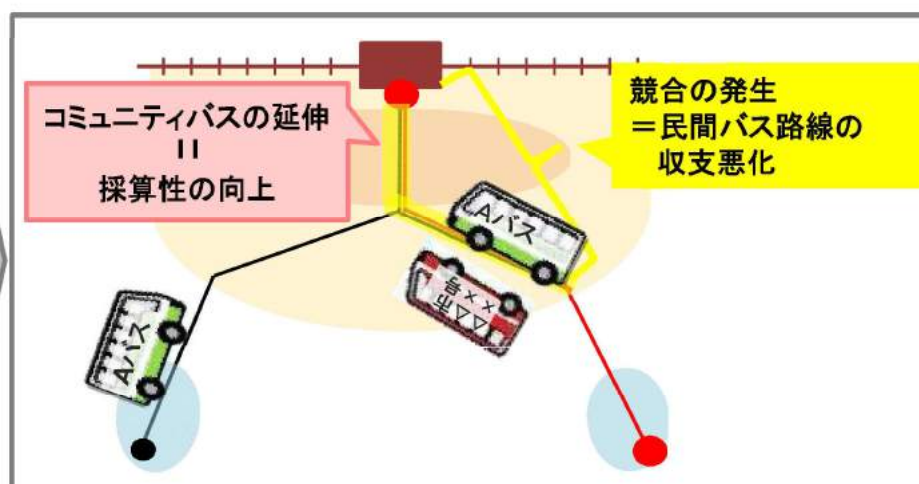 コミュニティバスの延伸
＝
採算性の向上
競合の発生
＝民間バス路線の
収支悪化
Aバス
△△市
××号
Aバス